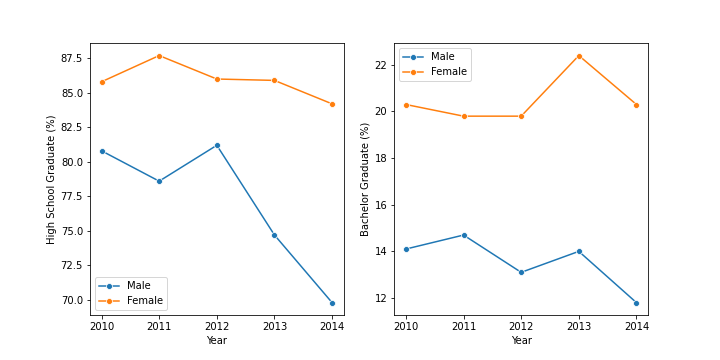 High School Graduate (%)
87.5
85.0
82.5
80.0
77.5
75.0
72.5
70.0
Male
Female
2010 2011 2012 2013 2014
Year
Bachelor Graduate (%)
22
20
18
16
14
12
Male
Female
2010 2011 2012 2013 2014
Year